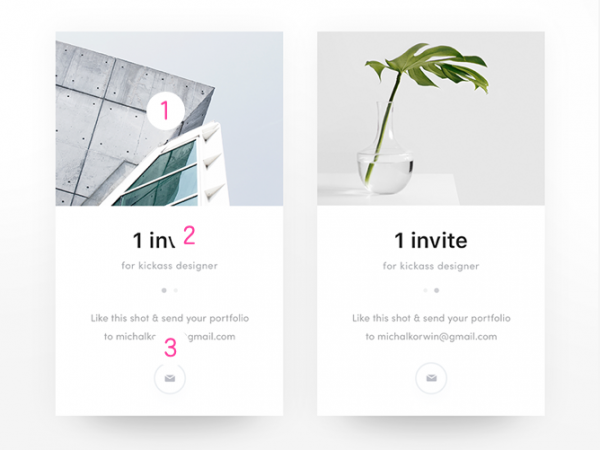 1
1 inv 2
for kickass designer
Like this shot & send your portfolio
to michalko gmail.com
3
1 invite
for kickass designer
Like this shot & send your portfolio
to michalkorwin@gmail.com